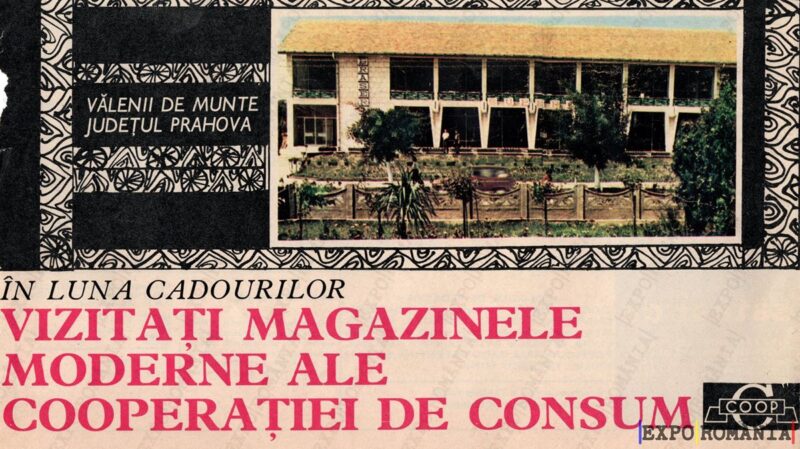 VĂLENII DE MUNTE
JUDEȚUL PRAHOVA
ÎN LUNA CADOURILOR
VIZITAȚI MAGAZINELE
MODERNE ALE
COOPERAȚIEI DE CONSUM
COOP
EXPO ROMANIA